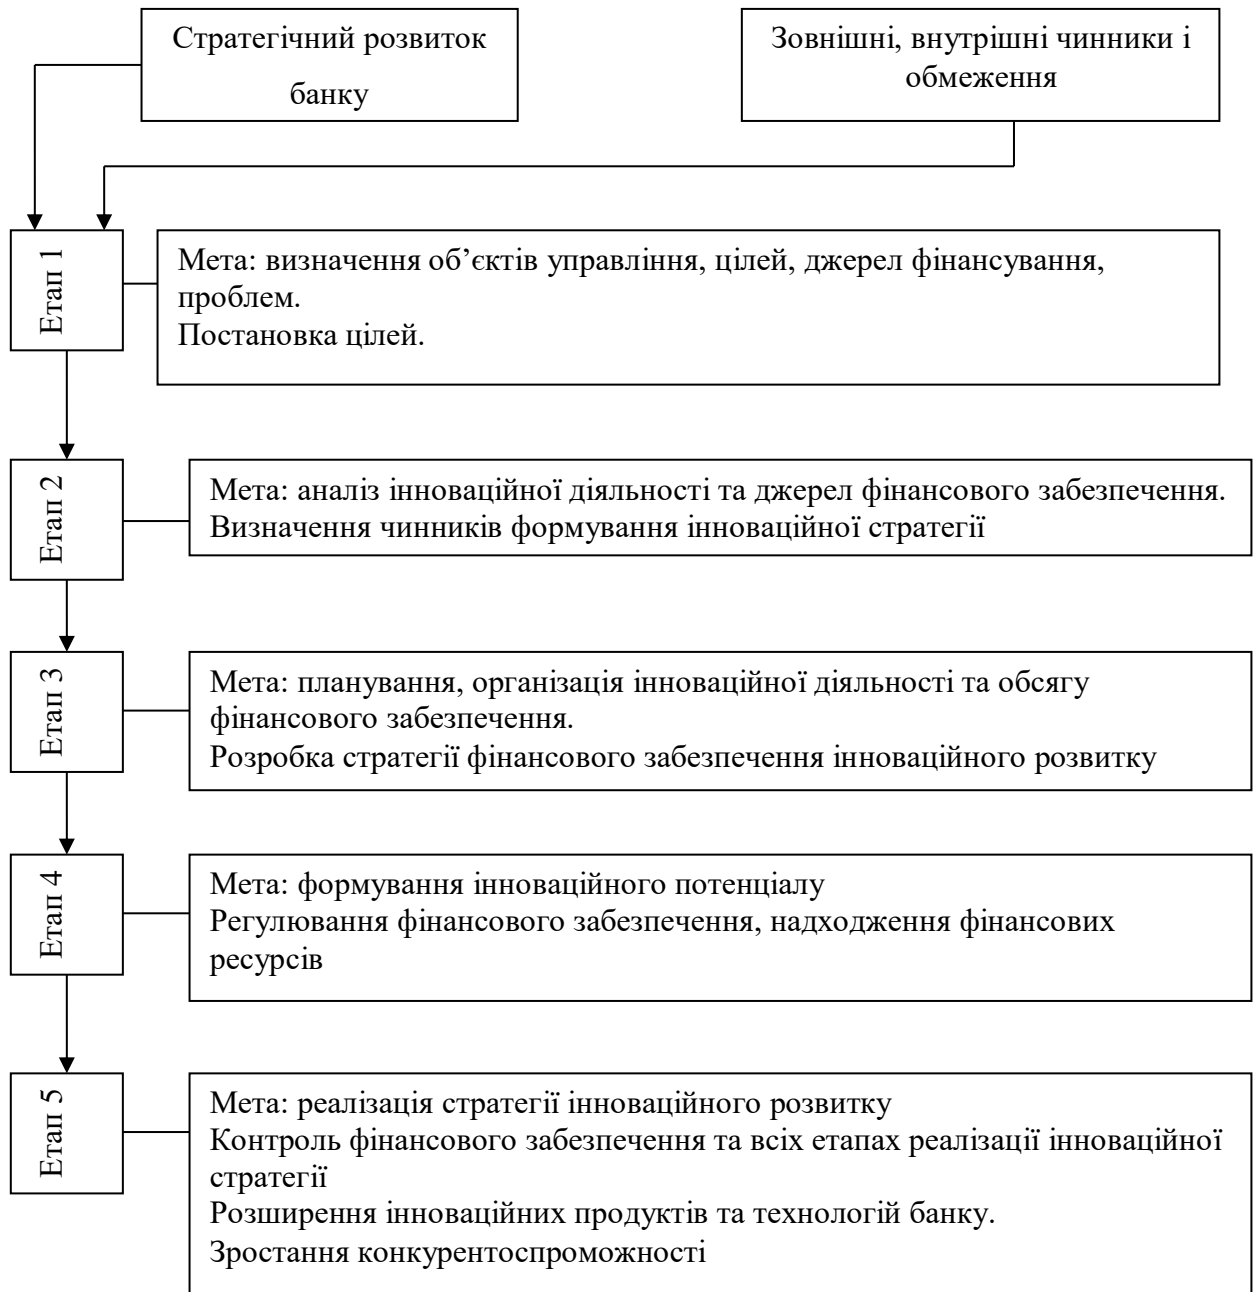 Стратегічний розвиток
банку
Зовнішні, внутрішні чинники і
обмеження
Етап 1
Мета: визначення об’єктів управління, цілей, джерел фінансування,
проблем.
Постановка цілей.
Етап 2
Мета: аналіз інноваційної діяльності та джерел фінансового забезпечення.
Визначення чинників формування інноваційної стратегії
Етап 3
Мета: планування, організація інноваційної діяльності та обсягу
фінансового забезпечення.
Розробка стратегії фінансового забезпечення інноваційного розвитку
Етап 4
Мета: формування інноваційного потенціалу
Регулювання фінансового забезпечення, надходження фінансових
ресурсів
Етап 5
Мета: реалізація стратегії інноваційного розвитку
Контроль фінансового забезпечення та всіх етапах реалізації інноваційної
стратегії
Розширення інноваційних продуктів та технологій банку.
Зростання конкурентоспроможності